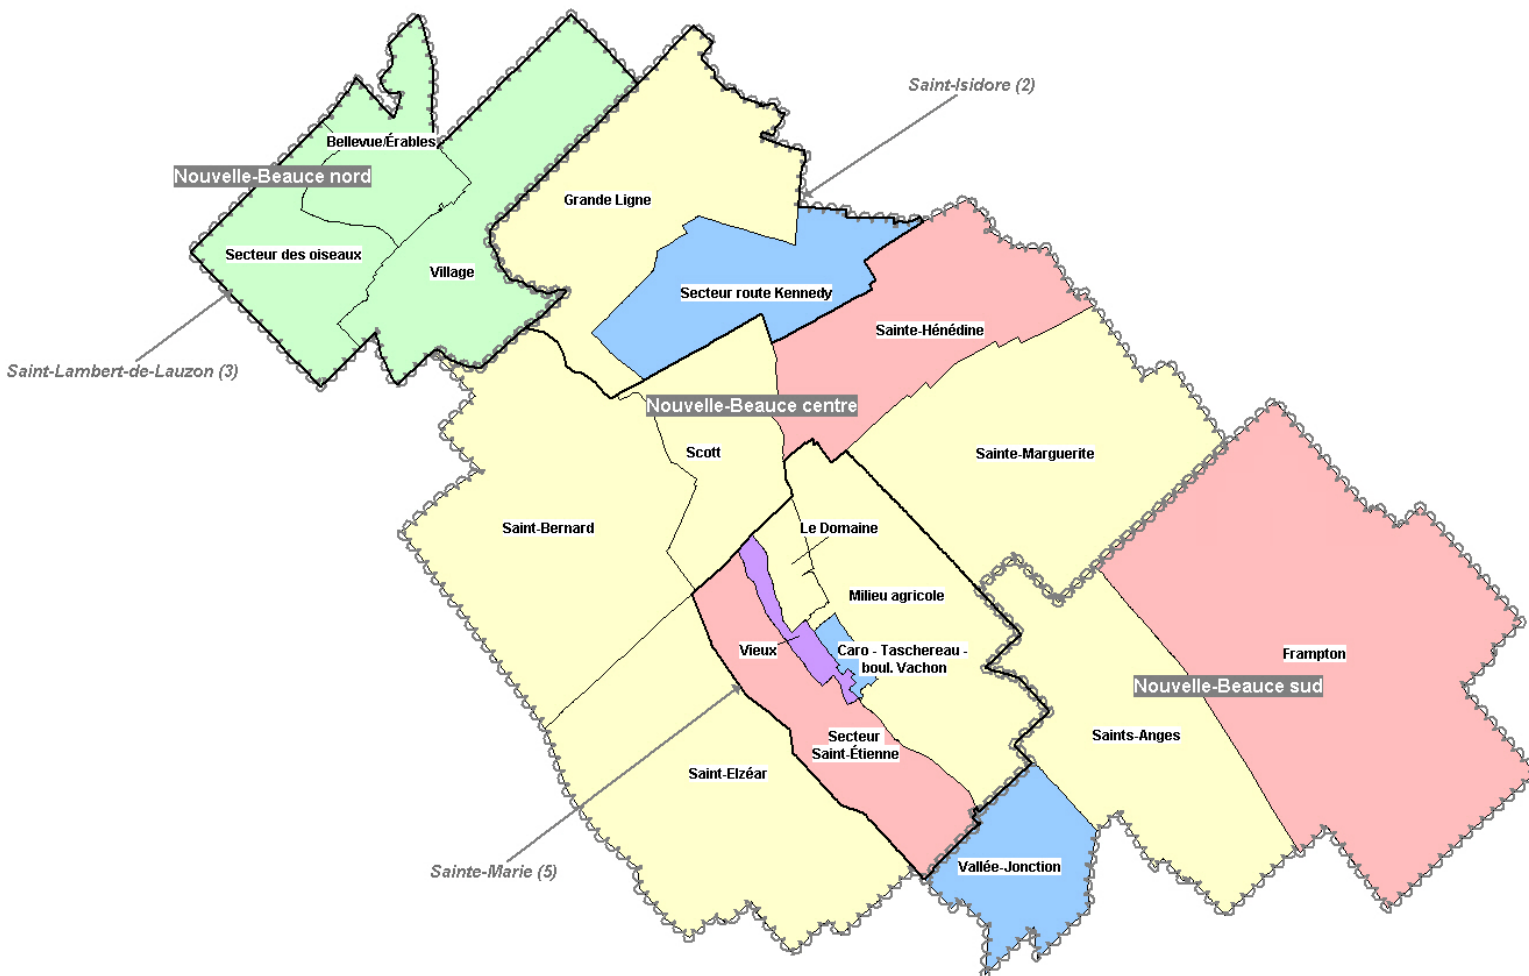 Saint-Isidore (2)
Bellevue/Érables
Nouvelle-Beauce nord
Grande Ligne
Secteur des oiseaux
Village
Secteur route Kennedy
Sainte-Hénédine
Saint-Lambert-de-Lauzon (3)
Nouvelle-Beauce centre
Scott
Sainte-Marguerite
Saint-Bernard
Le Domaine
Milieu agricole
Vieux
Caro - Taschereau -
boul. Vachon
Frampton
Nouvelle-Beauce sud
Saints-Anges
Secteur
Saint-Étienne
Saint-Elzéar
Sainte-Marie (5)
Vallée-Jonction